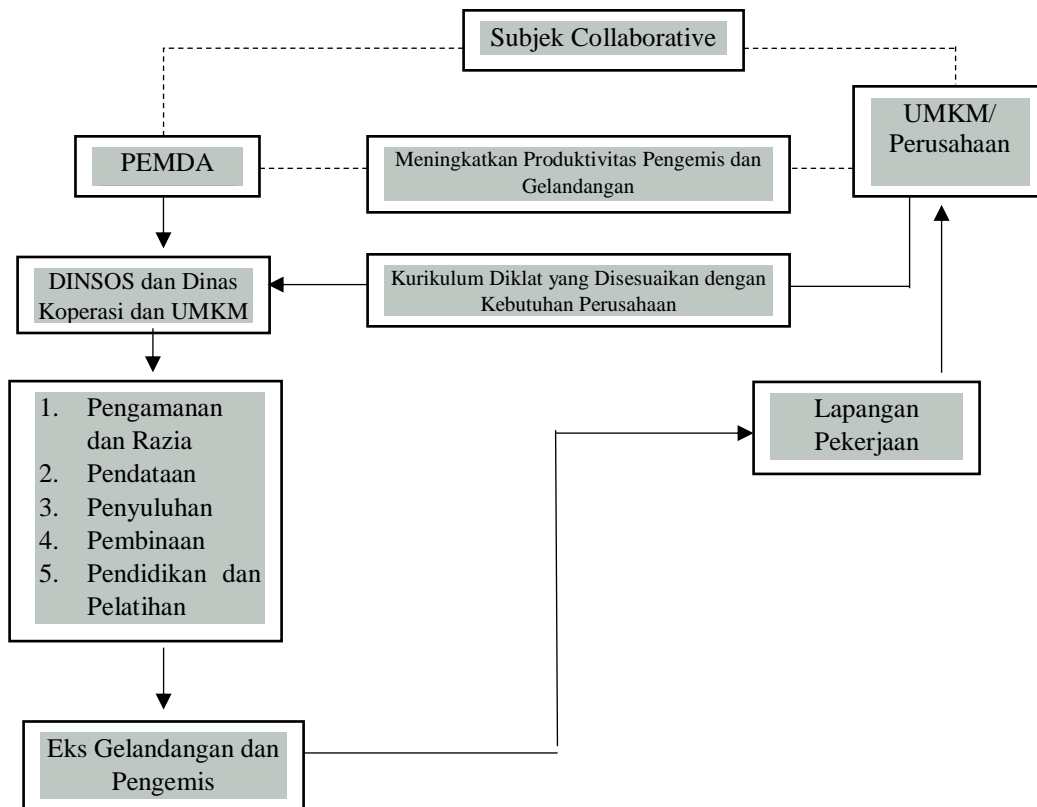 Subjek Collaborative
UMKM/
Perusahaan
PEMDA
Meningkatkan Produktivitas Pengemis dan
Gelandangan
DINSOS dan Dinas
Koperasi dan UMKM
Kurikulum Diklat yang Disesuaikan dengan
Kebutuhan Perusahaan
1. Pengamanan
dan Razia
2. Pendataan
3. Penyuluhan
4. Pembinaan
5. Pendidikan dan
Pelatihan
Lapangan
Pekerjaan
Eks Gelandangan dan
Pengemis